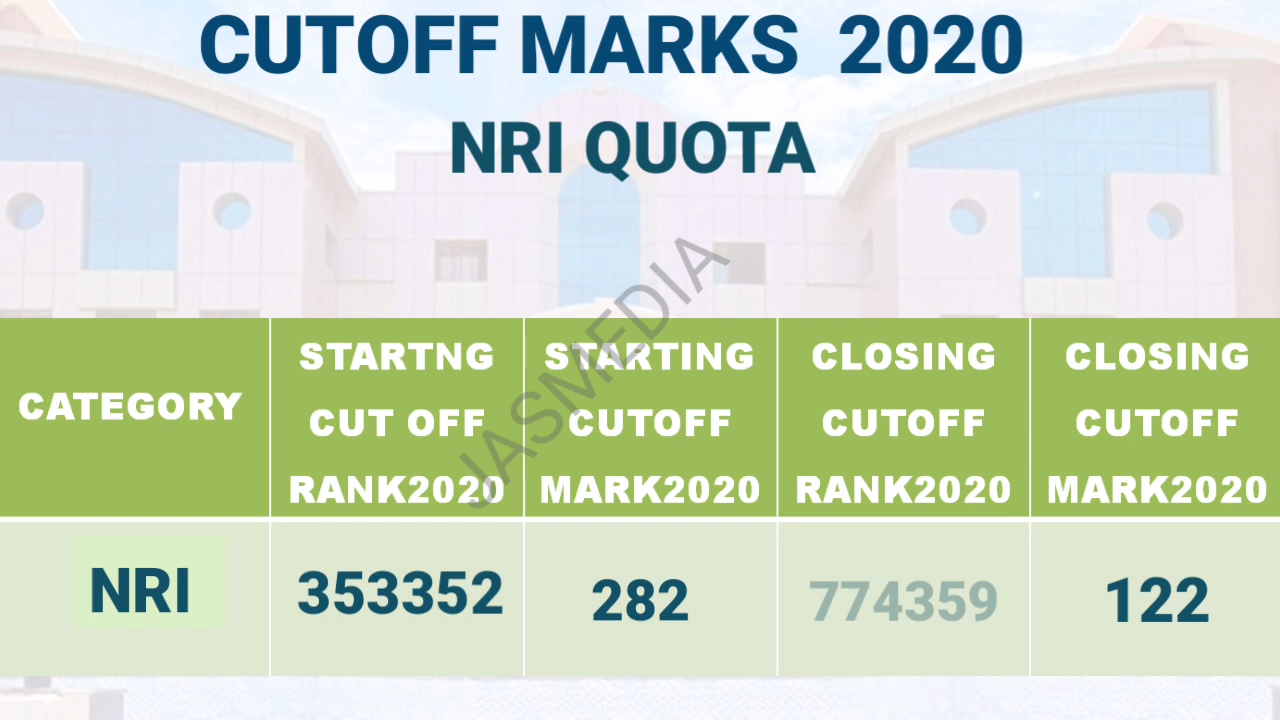 CUTOFF MARKS 2020
NRI QUOTA
JASMEDIA
CATEGORY
STARTNG
CUT OFF
RANK2020
STARTING
CUTOFF
MARK2020
CLOSING
CUTOFF
RANK2020
CLOSING
CUTOFF
MARK2020
NRI
353352
282
774359
122